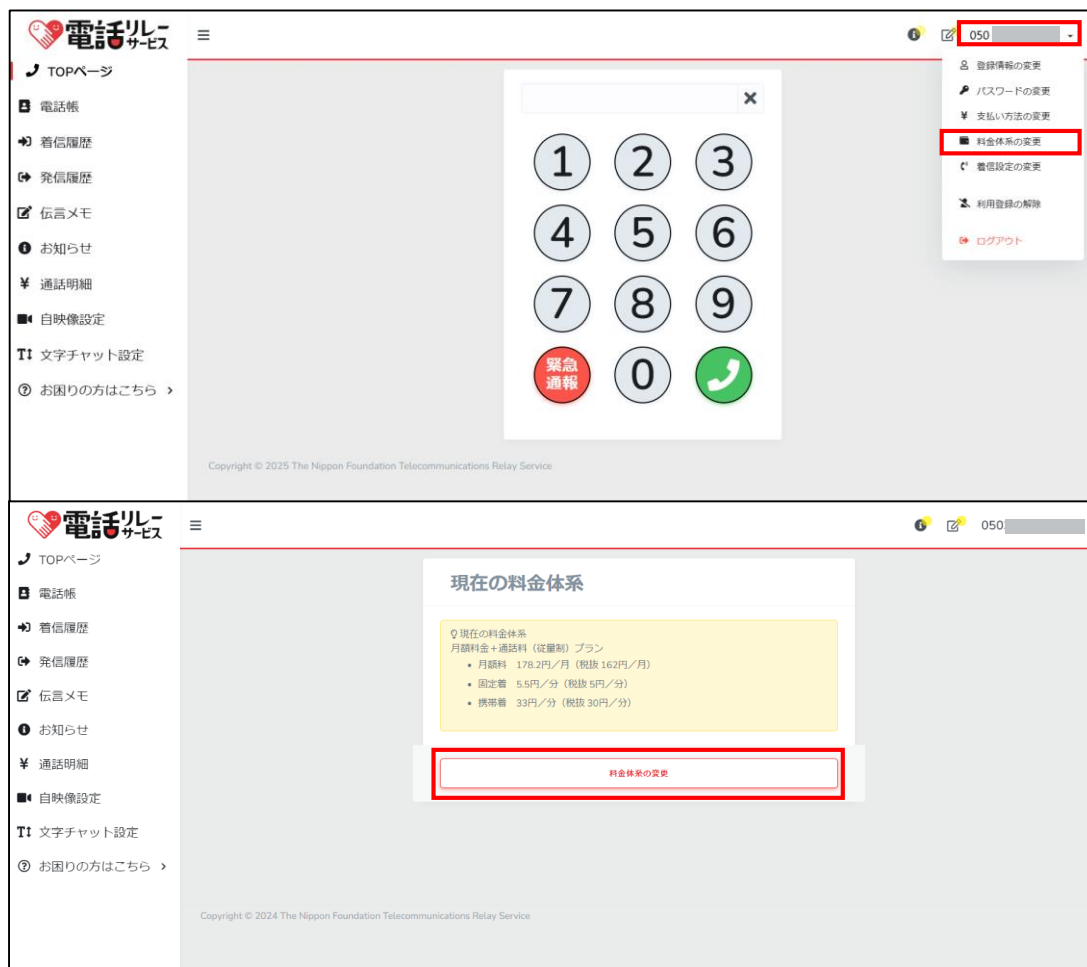 電話リレーサービス
050
TOPページ
電話帳
着信履歴
発信履歴
伝言メモ
お知らせ
¥ 通話明細
自映像設定
文字チャット設定
お困りの方はこちら
登録情報の変更
パスワードの変更
¥ 支払い方法の変更
料金体系の変更
着信設定の変更
利用登録の解除
ログアウト
1 2 3
4 5 6
7 8 9
緊急通報 0
Copyright © 2025 The Nippon Foundation Telecommunications Relay Service
電話リレーサービス
050
TOPページ
電話帳
着信履歴
発信履歴
伝言メモ
お知らせ
¥ 通話明細
自映像設定
文字チャット設定
お困りの方はこちら
現在の料金体系
現在の料金体系
月額料金+通話料(従量制)プラン
• 月額料 178.2円/月(税抜 162円/月)
• 固定着 5.5円/分(税抜 5円/分)
• 携帯着 33円/分(税抜 30円/分)
料金体系の変更
Copyright © 2024 The Nippon Foundation Telecommunications Relay Service